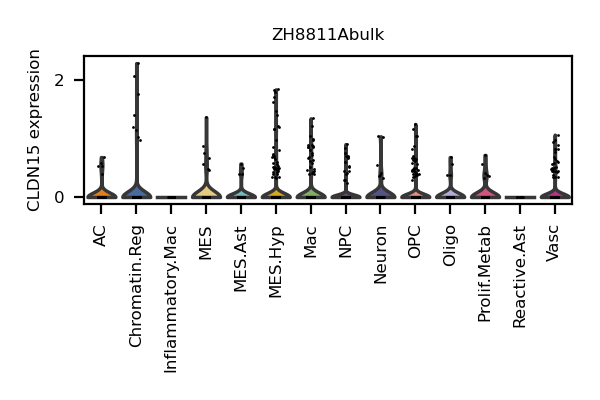 ZH8811Abulk
CLDN15 expression
2
0
AC
Chromatin.Reg
Inflammatory.Mac
MES
MES.Ast
MES.Hyp
Mac
NPC
Neuron
OPC
Oligo
Prolif.Metab
Reactive.Ast
Vasc